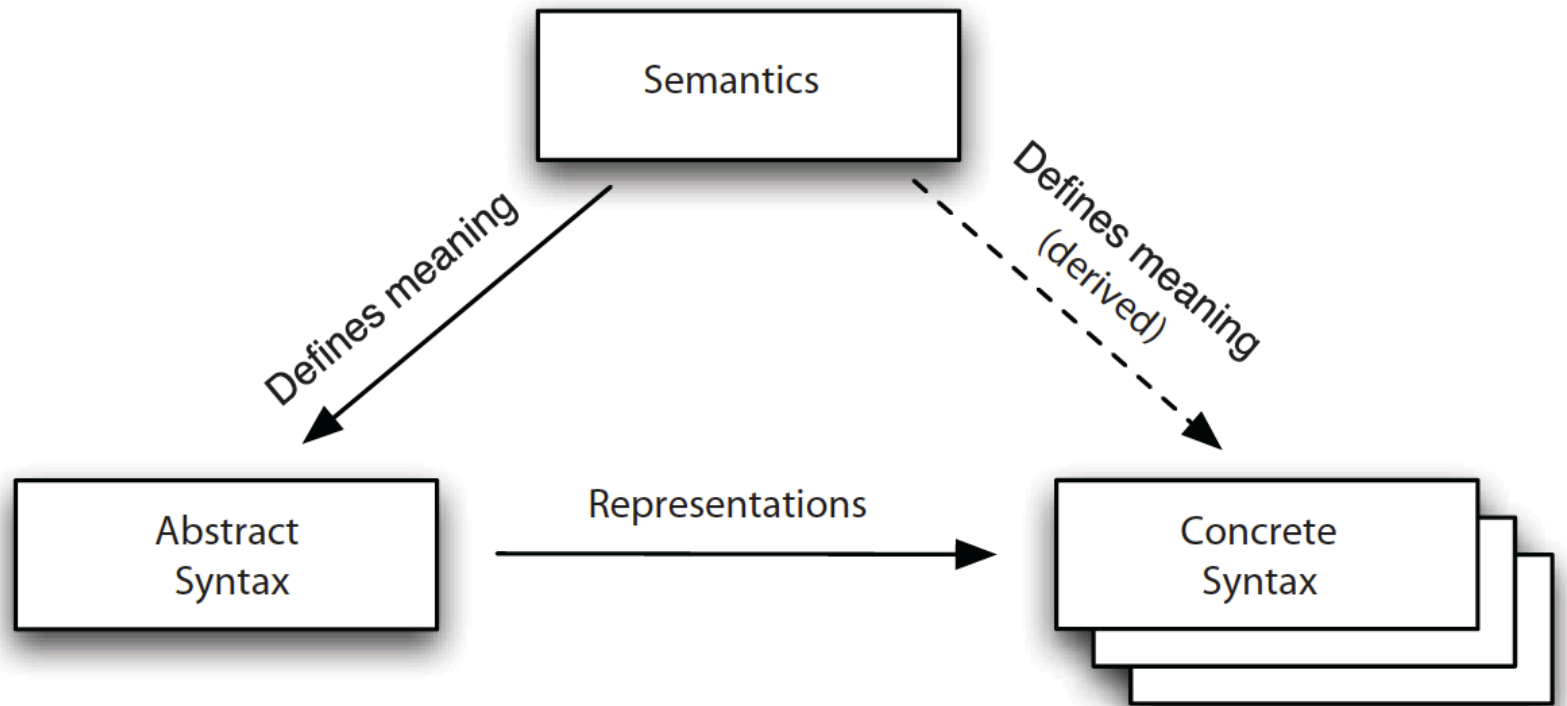 Semantics
Defines meaning
Defines meaning
(derived)
Representations
Abstract
Syntax
Concrete
Syntax